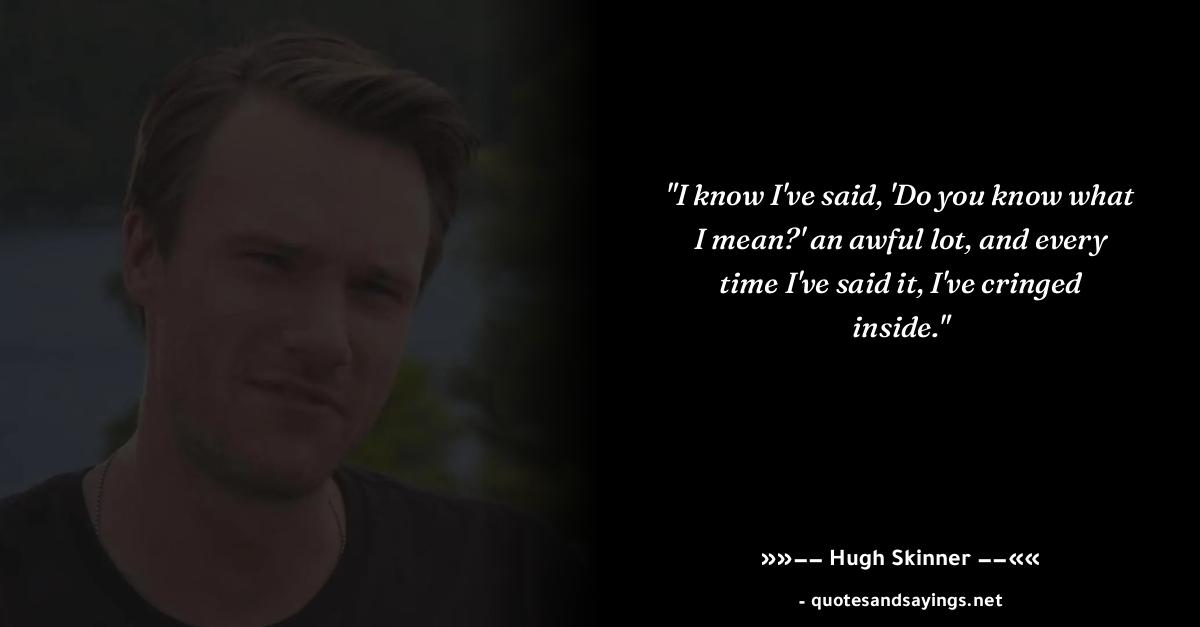 "I know I've said, 'Do you know what
I mean?' an awful lot, and every
time I've said it, I've cringed
inside."
»»−− Hugh Skinner −−««
- quotesandsayings.net